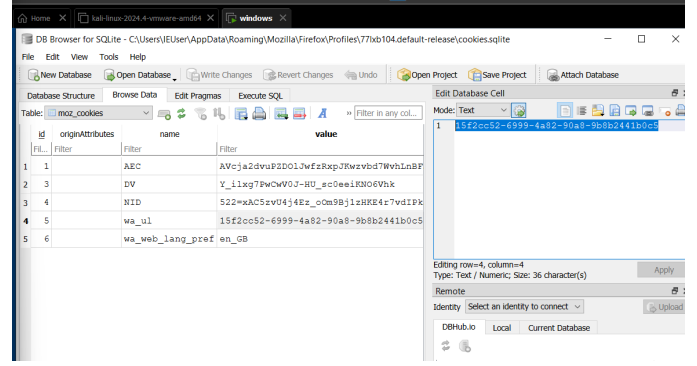 Home kali-linux-2024.4-vmware-amd64 windows
DB Browser for SQLite - C:\Users\IEUser\AppData\Roaming\Mozilla\Firefox\Profiles\77lxb104.default-release\cookies.sqlite
File Edit View Tools Help
New Database Open Database Write Changes Revert Changes Undo Open Project Save Project Attach Database
Database Structure Browse Data Edit Pragmas Execute SQL Edit Database Cell
Table: moz_cookies Filter in any col... Mode: Text
id originAttributes name value
Fil... Filter Filter Filter
1 15f2cc52-6999-4a82-90a8-9b8b2441b0c5
1 1 AEC AVcja2dvuPZDOlJwfzRxpJKwzvbd7WvhLnBF
2 3 DV Y_ilxg7PwCwV0J-HU_sc0eeiKNO6Vhk
3 4 NID 522=xAC5zvU4j4Ez_oOm9Bj1zHKE4r7vdIPk
4 5 wa_ul 15f2cc52-6999-4a82-90a8-9b8b2441b0c5
5 6 wa_web_lang_pref en_GB
Editing row=4, column=4
Type: Text / Numeric; Size: 36 character(s)
Apply
Remote
Identity Select an identity to connect Upload
DBHub.io Local Current Database